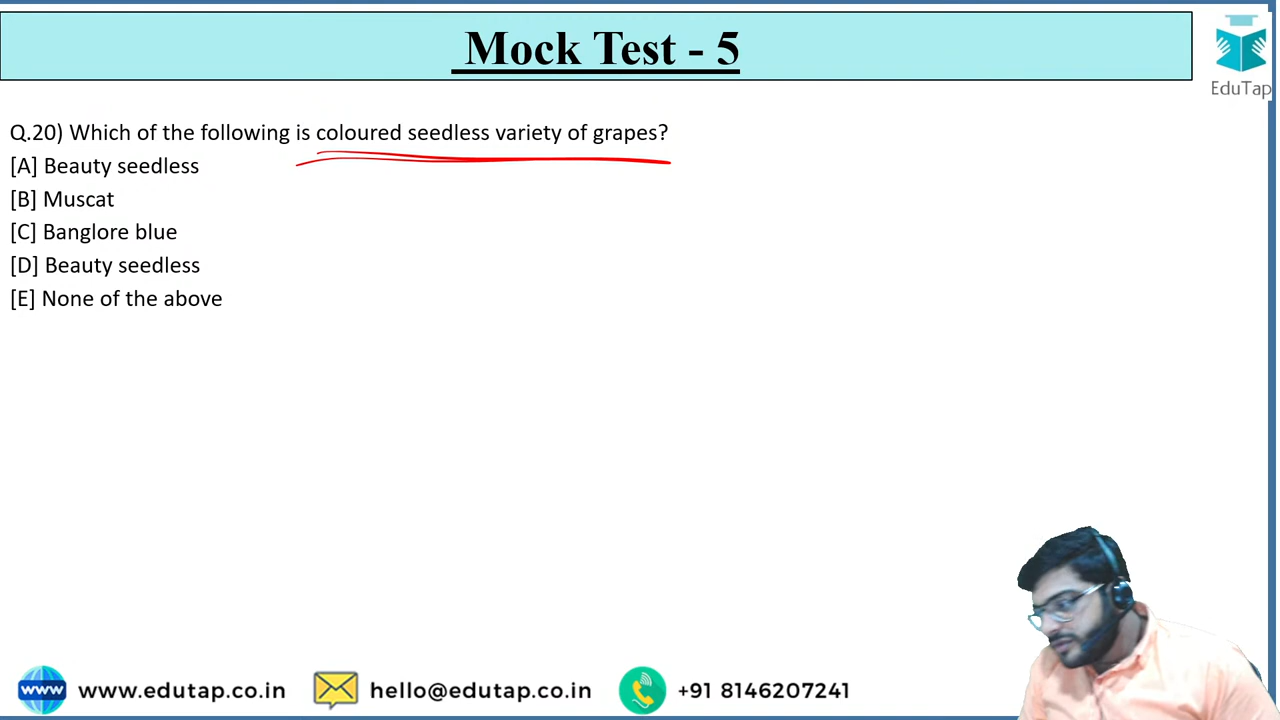 Mock Test - 5
EduTap
Q.20) Which of the following is coloured seedless variety of grapes?
[A] Beauty seedless
[B] Muscat
[C] Banglore blue
[D] Beauty seedless
[E] None of the above
www www.edutap.co.in hello@edutap.co.in +91 8146207241